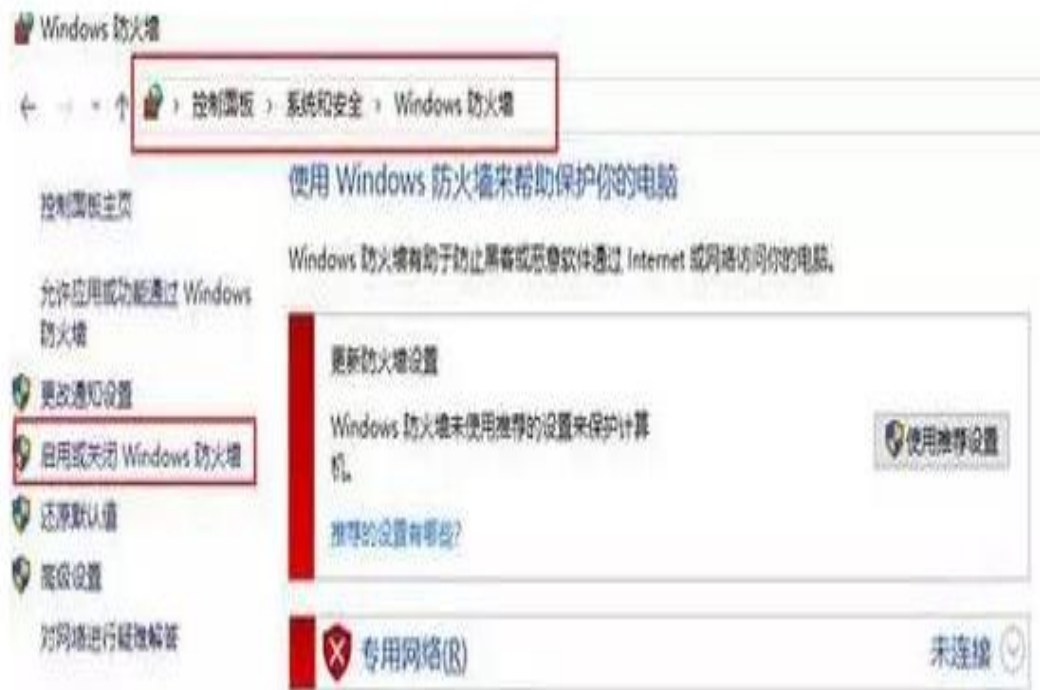 Windows 防火墙
控制面板 › 系统和安全 › Windows 防火墙
控制面板主页
允许应用或功能通过 Windows
防火墙
更改通知设置
启用或关闭 Windows 防火墙
还原默认值
高级设置
对网络进行疑难解答
使用 Windows 防火墙来帮助保护你的电脑
Windows 防火墙有助于防止黑客或恶意软件通过 Internet 或网络访问你的电脑。
更新防火墙设置
Windows 防火墙未使用推荐的设置来保护计算
机。
使用推荐设置
推荐的设置有哪些?
专用网络(R)
未连接